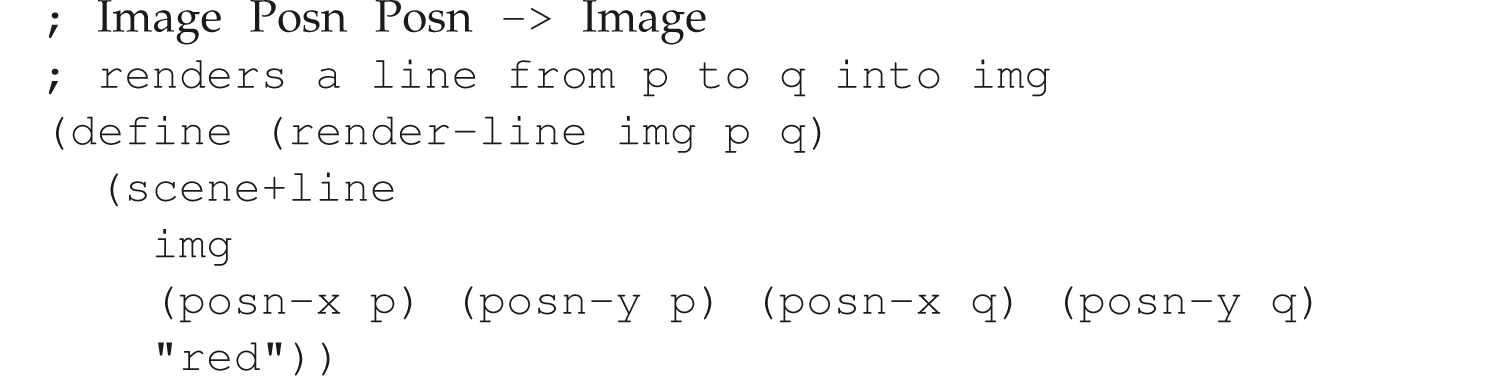 ; Image Posn Posn -> Image
; renders a line from p to q into img
(define (render-line img p q)
(scene+line
img
(posn-x p) (posn-y p) (posn-x q) (posn-y q)
"red"))